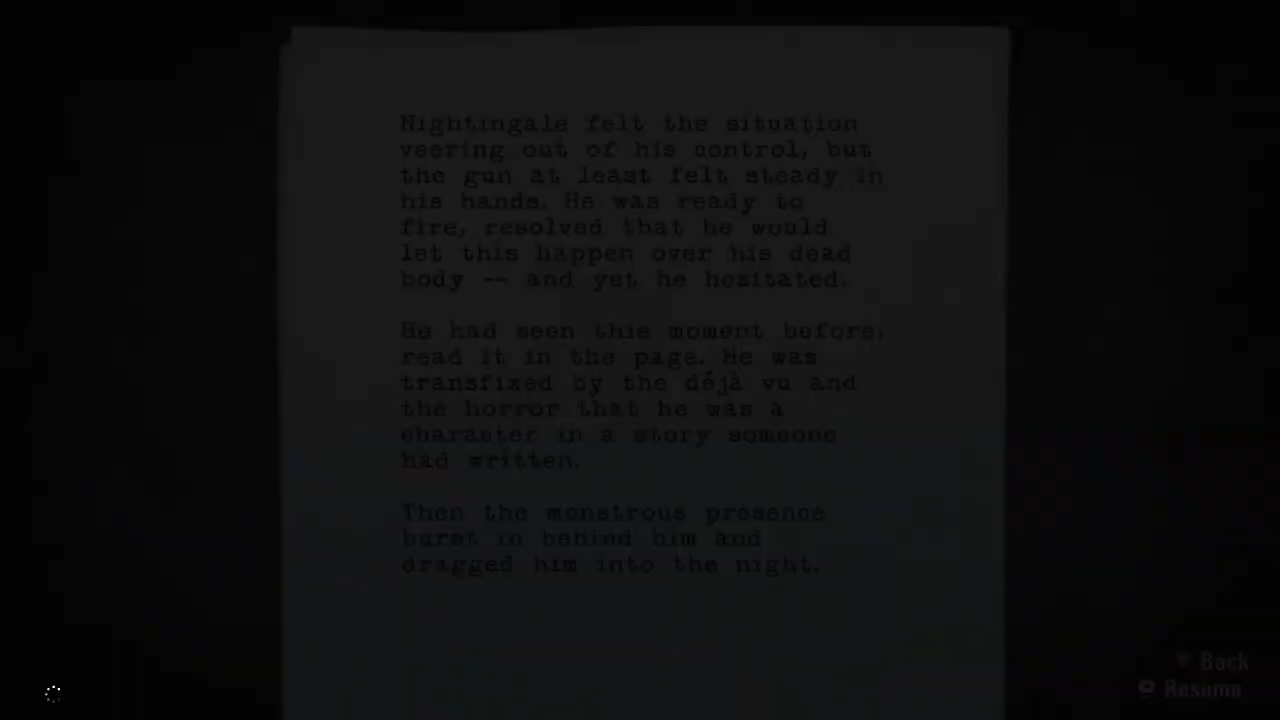 Nightingale felt the situation
veering out of his control, but
the gun at least felt steady in
his hands. He was ready to
fire, resolved that he would
let this happen over his dead
body -- and yet he hesitated.
He had seen this moment before,
read it in the page. He was
transfixed by the déjà vu and
the horror that he was a
character in a story someone
had written.
Then the monstrous presence
burst in behind him and
dragged him into the night.
Back
Resume